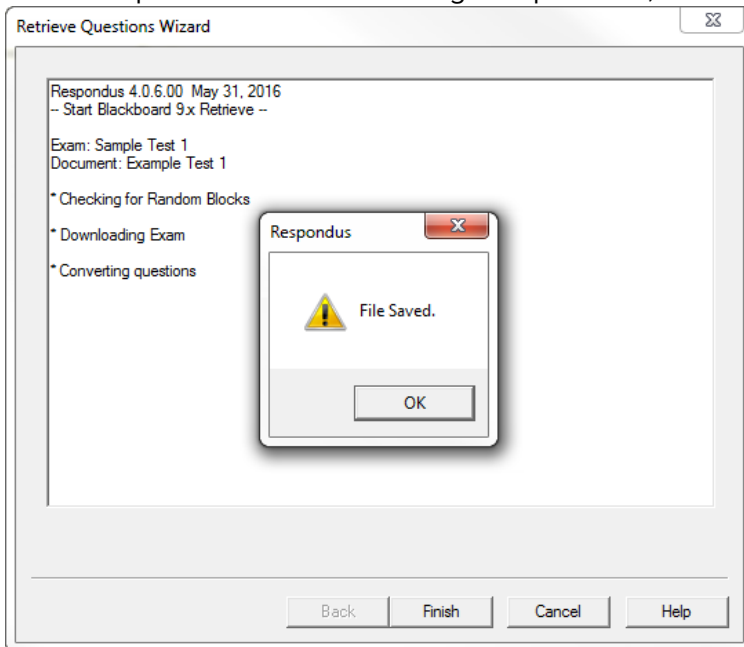 Retrieve Questions Wizard
Respondus 4.0.6.00 May 31, 2016
-- Start Blackboard 9.x Retrieve --
Exam: Sample Test 1
Document: Example Test 1
* Checking for Random Blocks
* Downloading Exam
* Converting questions
Respondus
File Saved.
OK
Back
Finish
Cancel
Help